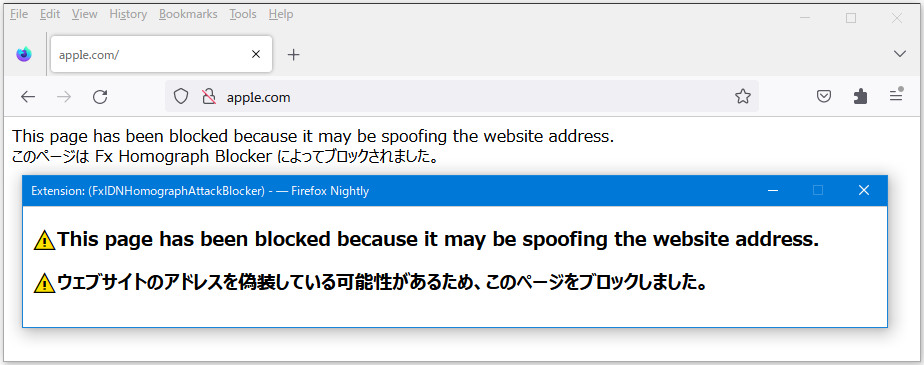 File Edit View History Bookmarks Tools Help
apple.com/
apple.com
This page has been blocked because it may be spoofing the website address.
このページは Fx Homograph Blocker によってブロックされました。
Extension: (FxIDNHomographAttackBlocker) - — Firefox Nightly
This page has been blocked because it may be spoofing the website address.
ウェブサイトのアドレスを偽装している可能性があるため、このページをブロックしました。